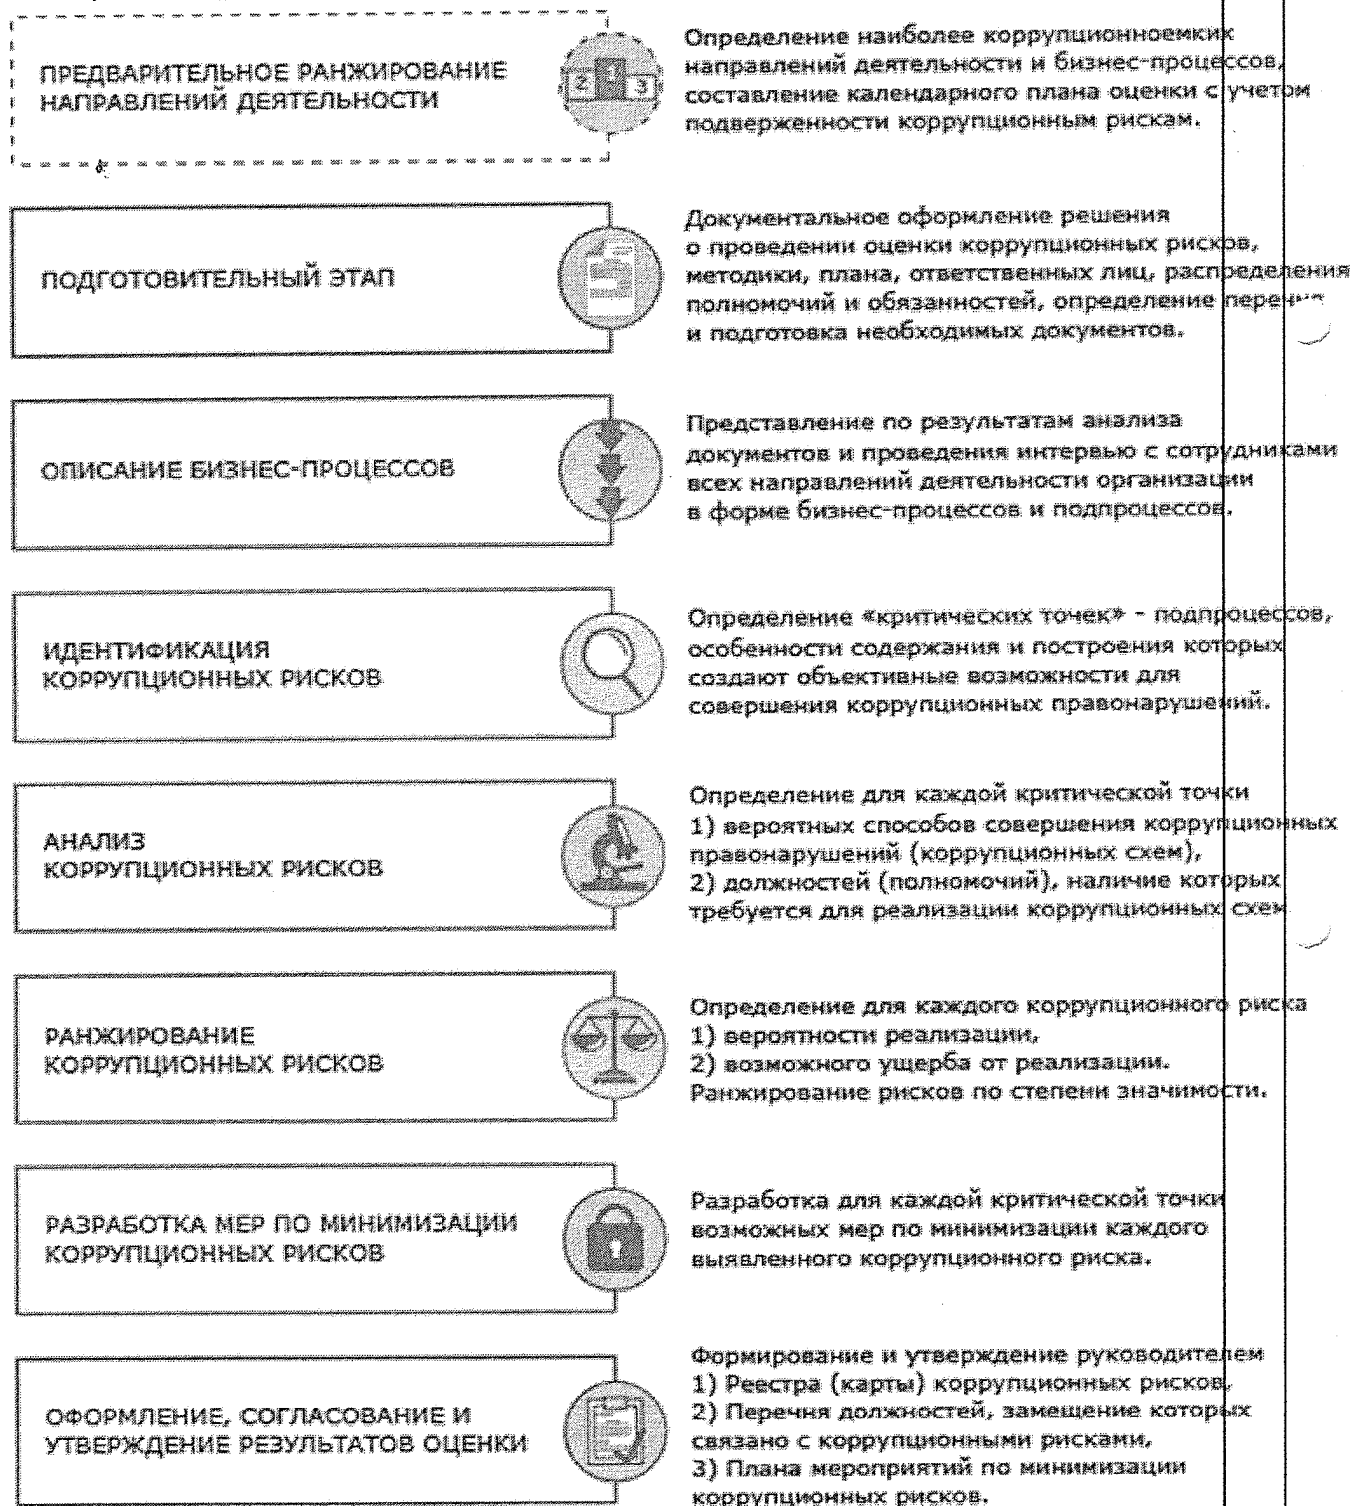 ПРЕДВАРИТЕЛЬНОЕ РАНЖИРОВАНИЕ
НАПРАВЛЕНИЙ ДЕЯТЕЛЬНОСТИ
2 1 3
Определение наиболее коррупционноемких
направлений деятельности и бизнес-процессов,
составление календарного плана оценки с учетом
подверженности коррупционным рискам.
ПОДГОТОВИТЕЛЬНЫЙ ЭТАП
Документальное оформление решения
о проведении оценки коррупционных рисков,
методики, плана, ответственных лиц, распределения
полномочий и обязанностей, определение
и подготовка необходимых документов.
ОПИСАНИЕ БИЗНЕС-ПРОЦЕССОВ
Представление по результатам анализа
документов и проведения интервью с сотрудниками
всех направлений деятельности организации
в форме бизнес-процессов и подпроцессов.
ИДЕНТИФИКАЦИЯ
КОРРУПЦИОННЫХ РИСКОВ
Определение «критических точек» - подпроцессов,
особенности содержания и построения которых
создают объективные возможности для
совершения коррупционных правонарушений.
АНАЛИЗ
КОРРУПЦИОННЫХ РИСКОВ
Определение для каждой критической точки
1) вероятных способов совершения коррупционных
правонарушений (коррупционных схем),
2) должностей (полномочий), наличие которых
требуется для реализации коррупционных схем
РАНЖИРОВАНИЕ
КОРРУПЦИОННЫХ РИСКОВ
Определение для каждого коррупционного риска
1) вероятности реализации,
2) возможного ущерба от реализации.
Ранжирование рисков по степени значимости.
РАЗРАБОТКА МЕР ПО МИНИМИЗАЦИИ
КОРРУПЦИОННЫХ РИСКОВ
Разработка для каждой критической точки
возможных мер по минимизации каждого
выявленного коррупционного риска.
ОФОРМЛЕНИЕ, СОГЛАСОВАНИЕ И
УТВЕРЖДЕНИЕ РЕЗУЛЬТАТОВ ОЦЕНКИ
Формирование и утверждение руководителем
1) Реестра (карты) коррупционных рисков,
2) Перечня должностей, замещение которых
связано с коррупционными рисками,
3) Плана мероприятий по минимизации
коррупционных рисков.